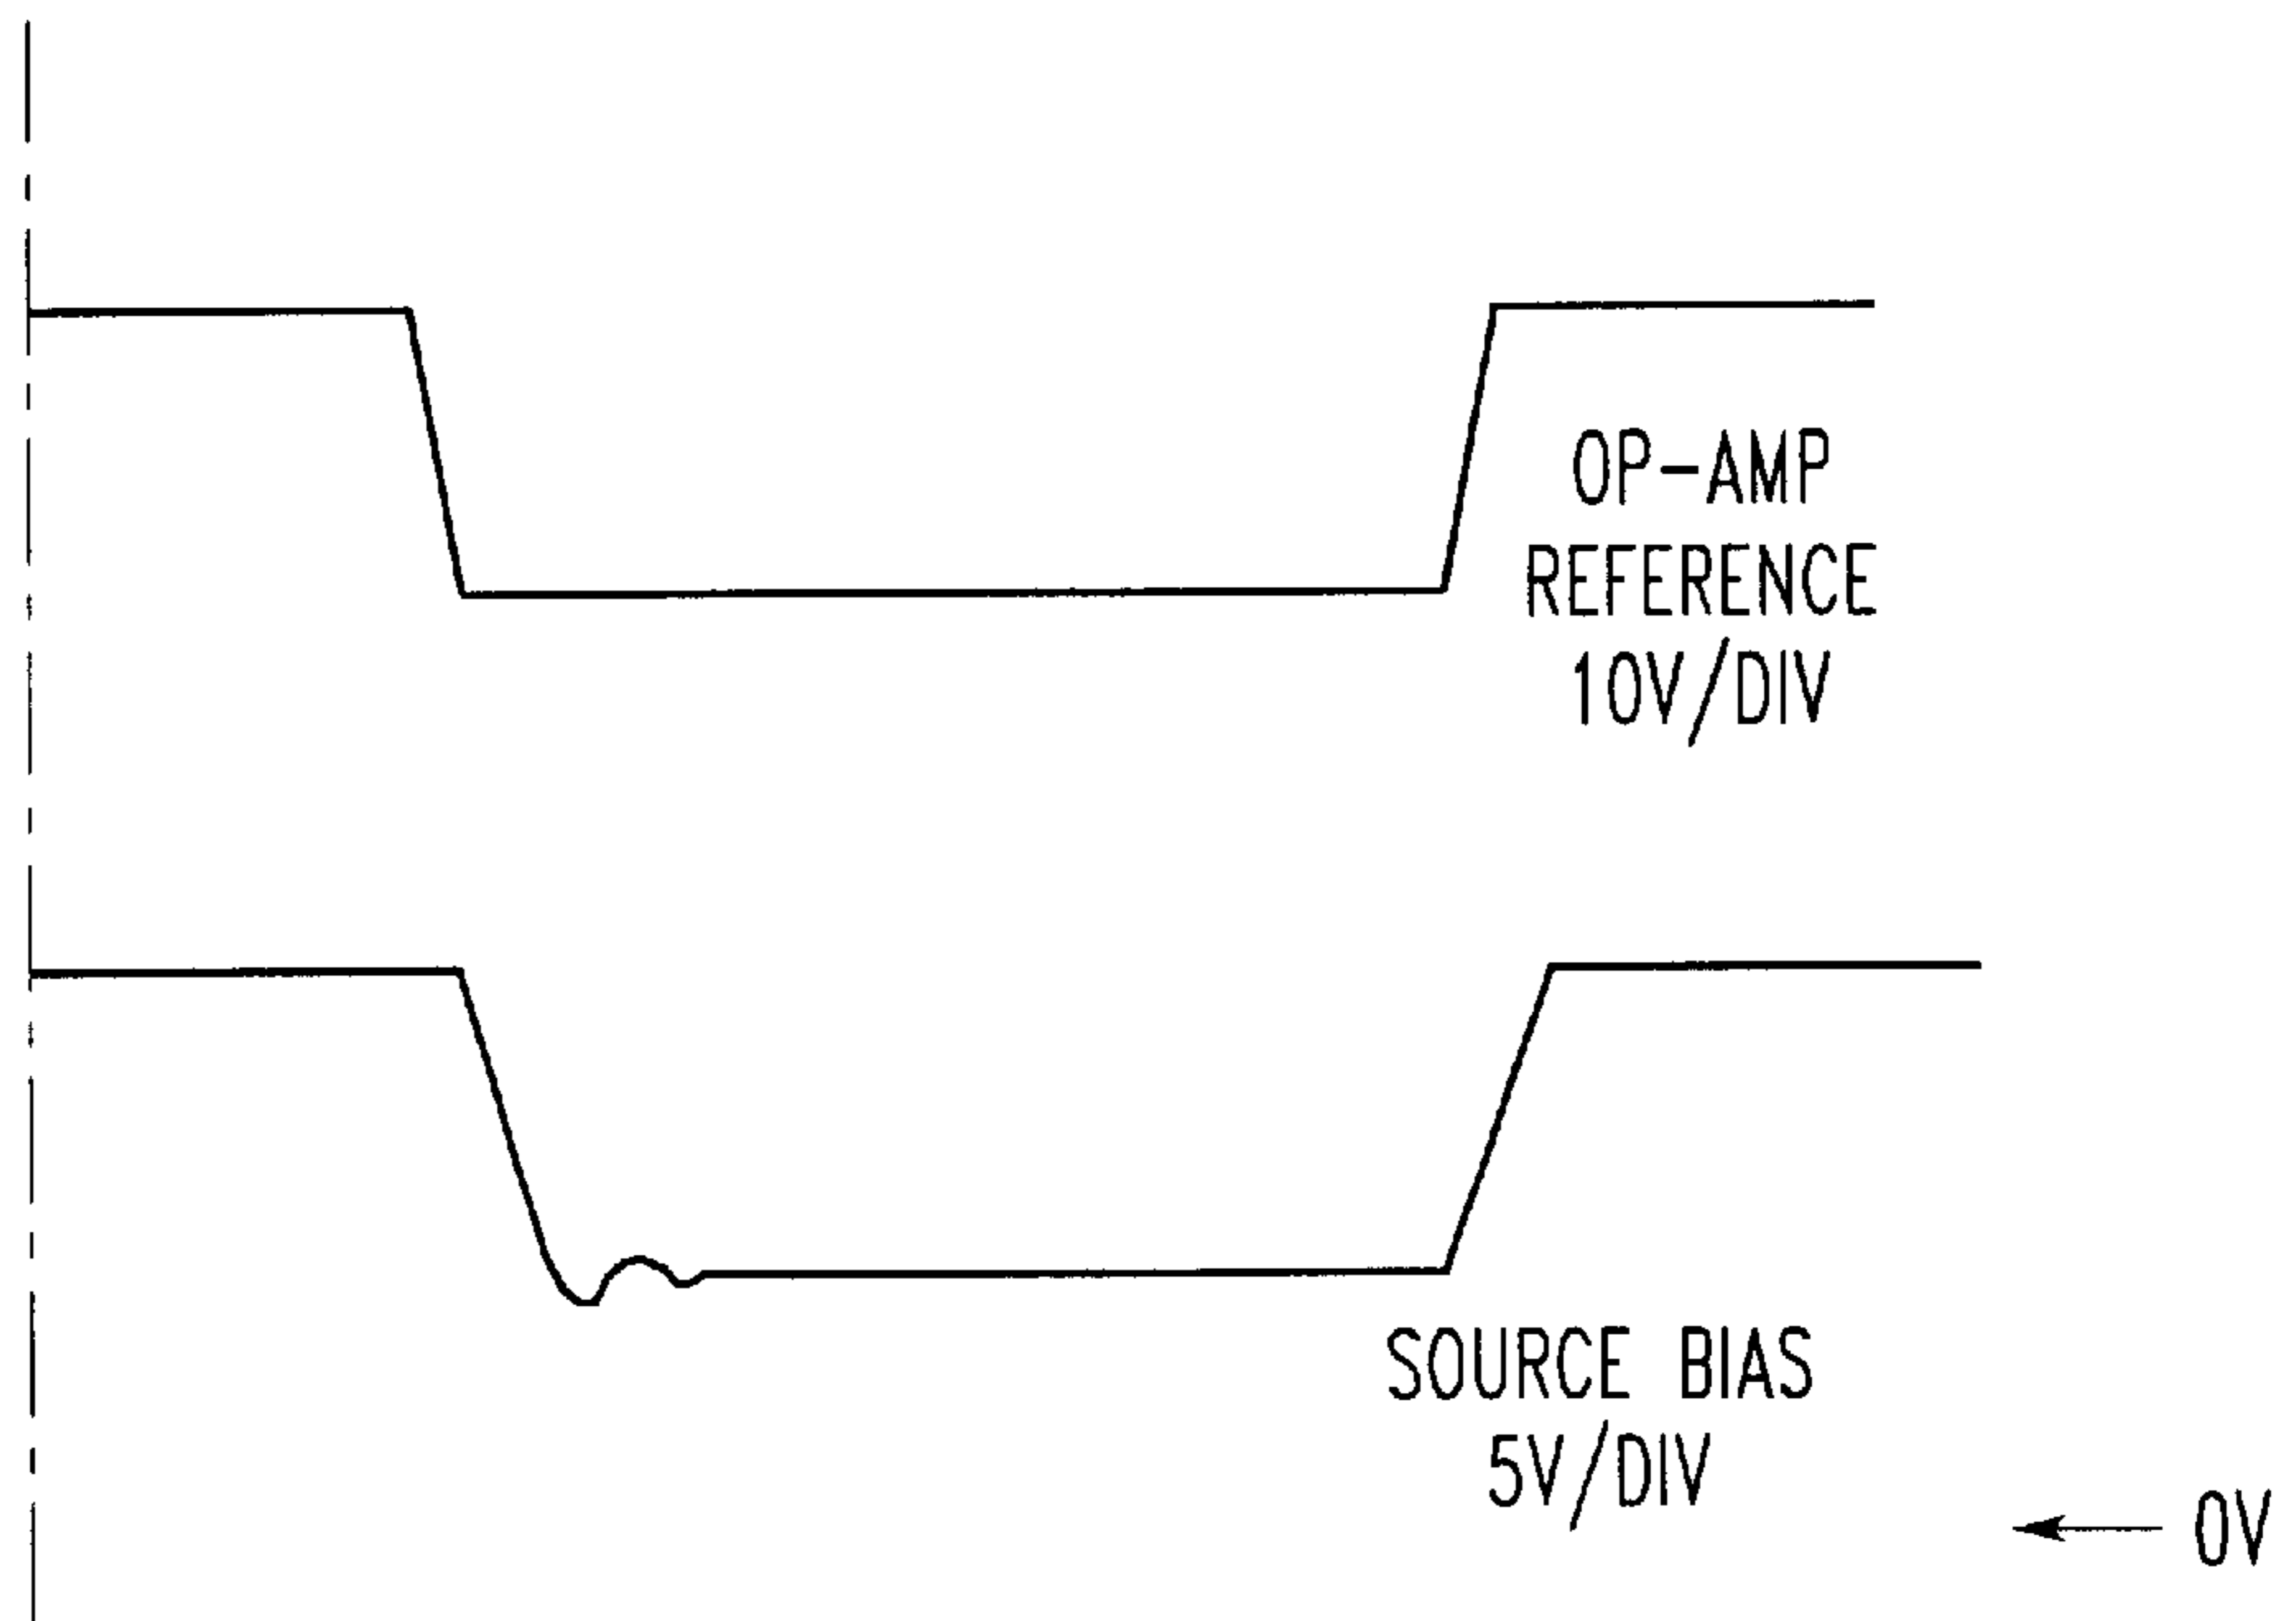 OP-AMP
REFERENCE
10V/DIV
SOURCE BIAS
5V/DIV
0V